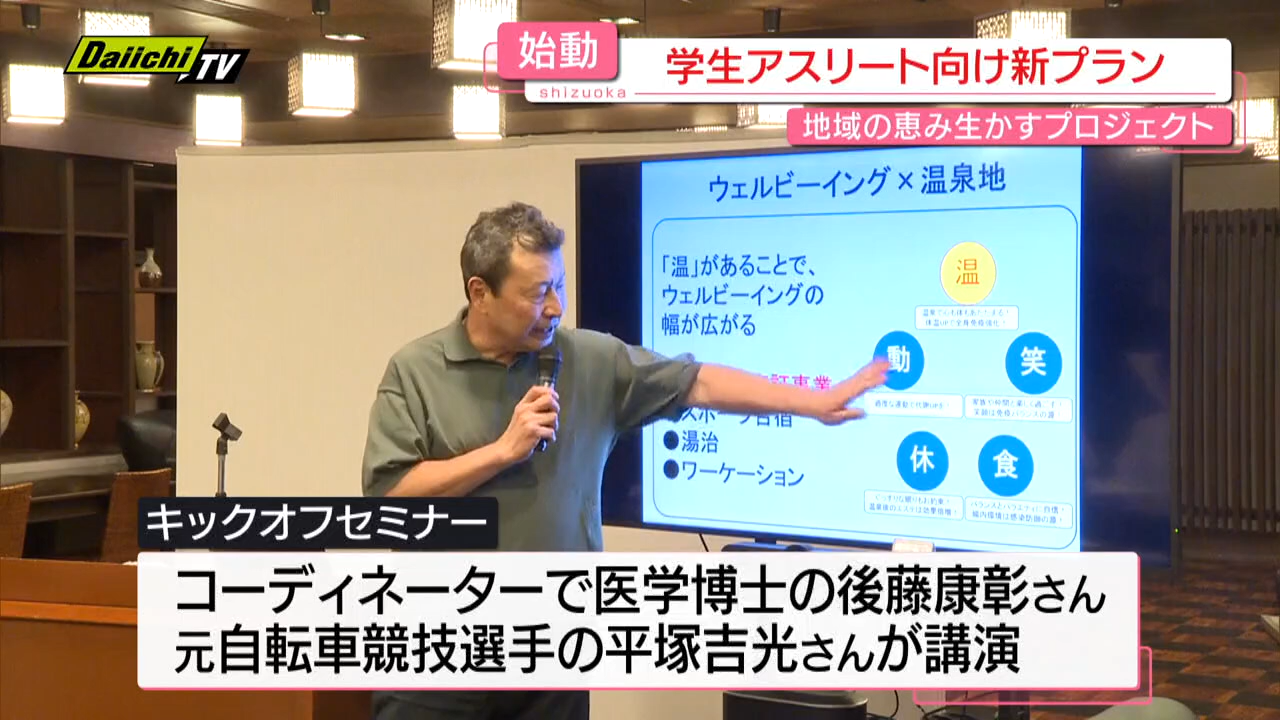 Daiichi-TV
始動
shizuoka
学生アスリート向け新プラン
地域の恵み生かすプロジェクト
ウェルビーイング×温泉地
「温」があることで、
ウェルビーイングの
幅が広がる
証事業
●湯治
●ワーケーション
温
動
笑
休
食
キックオフセミナー
コーディネーターで医学博士の後藤康彰さん
元自転車競技選手の平塚吉光さんが講演